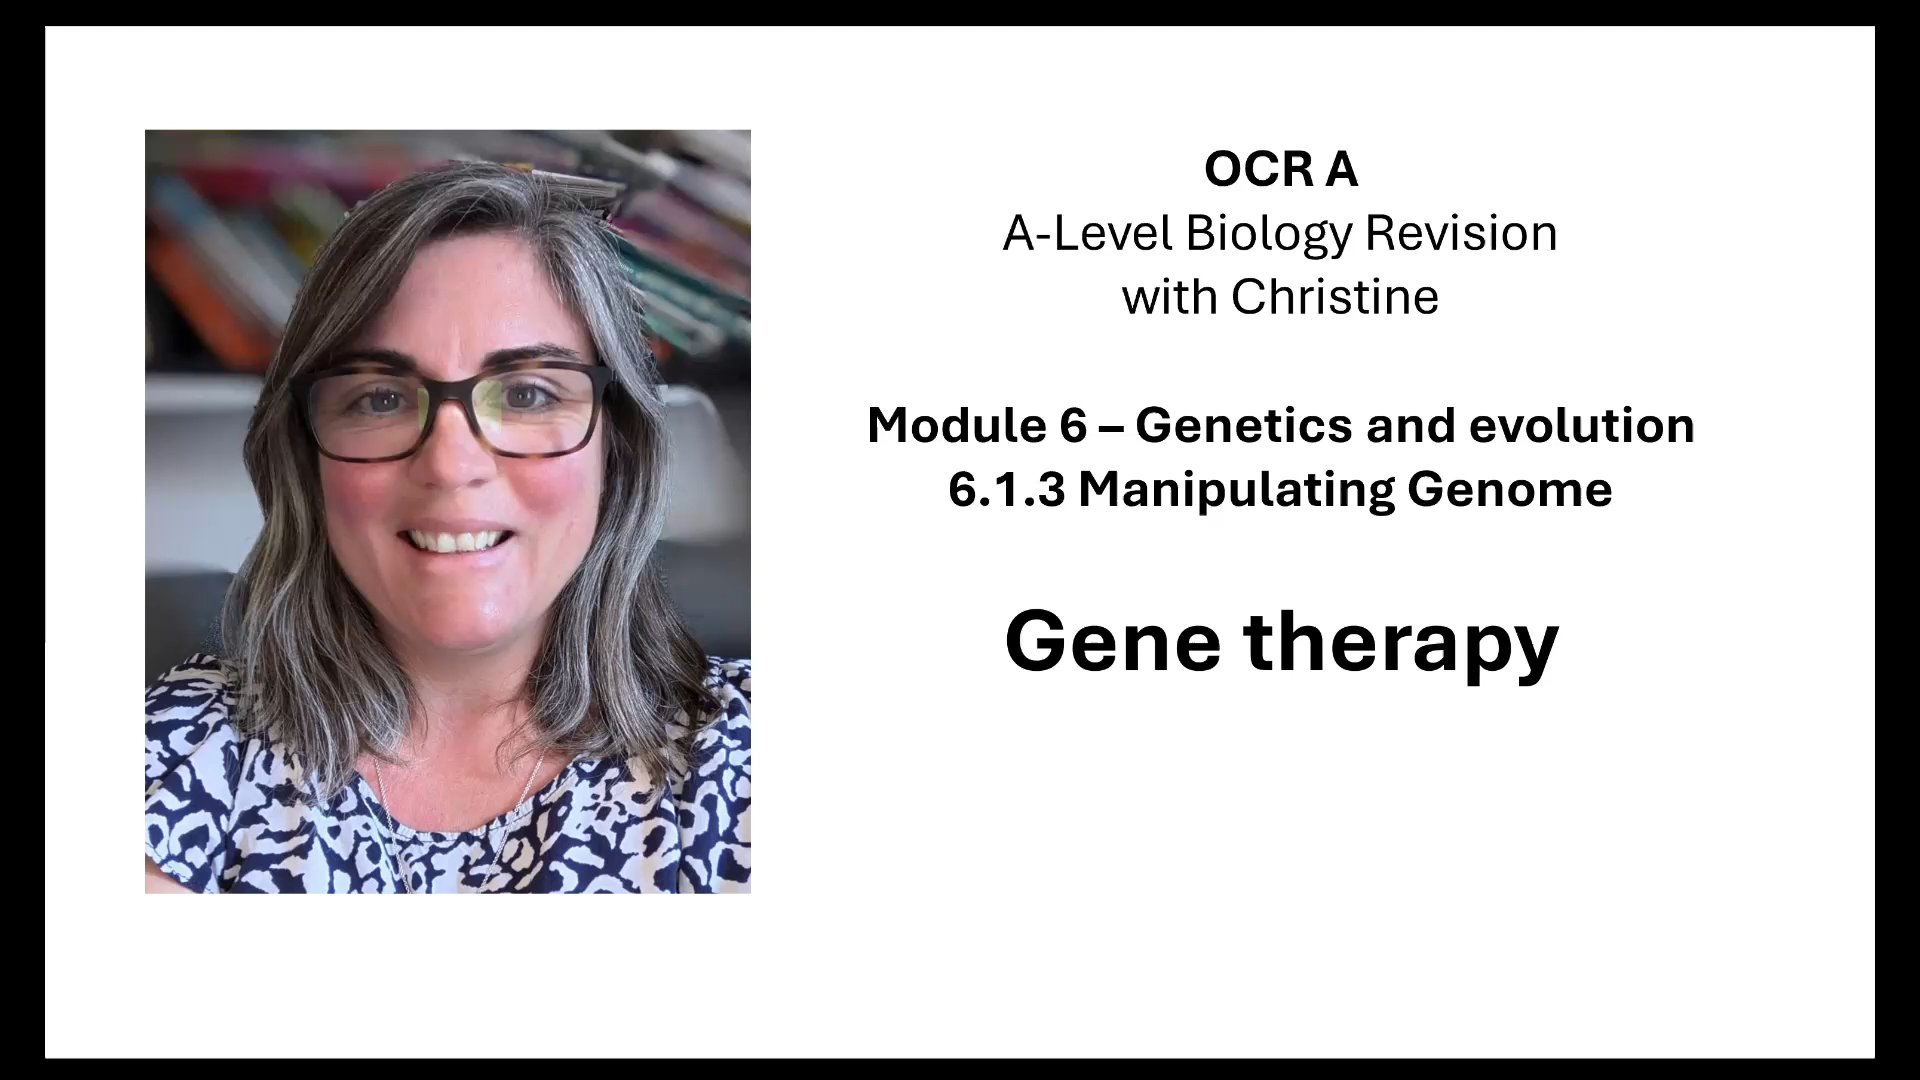 OCR A
A-Level Biology Revision
with Christine
Module 6 – Genetics and evolution
6.1.3 Manipulating Genome
Gene therapy